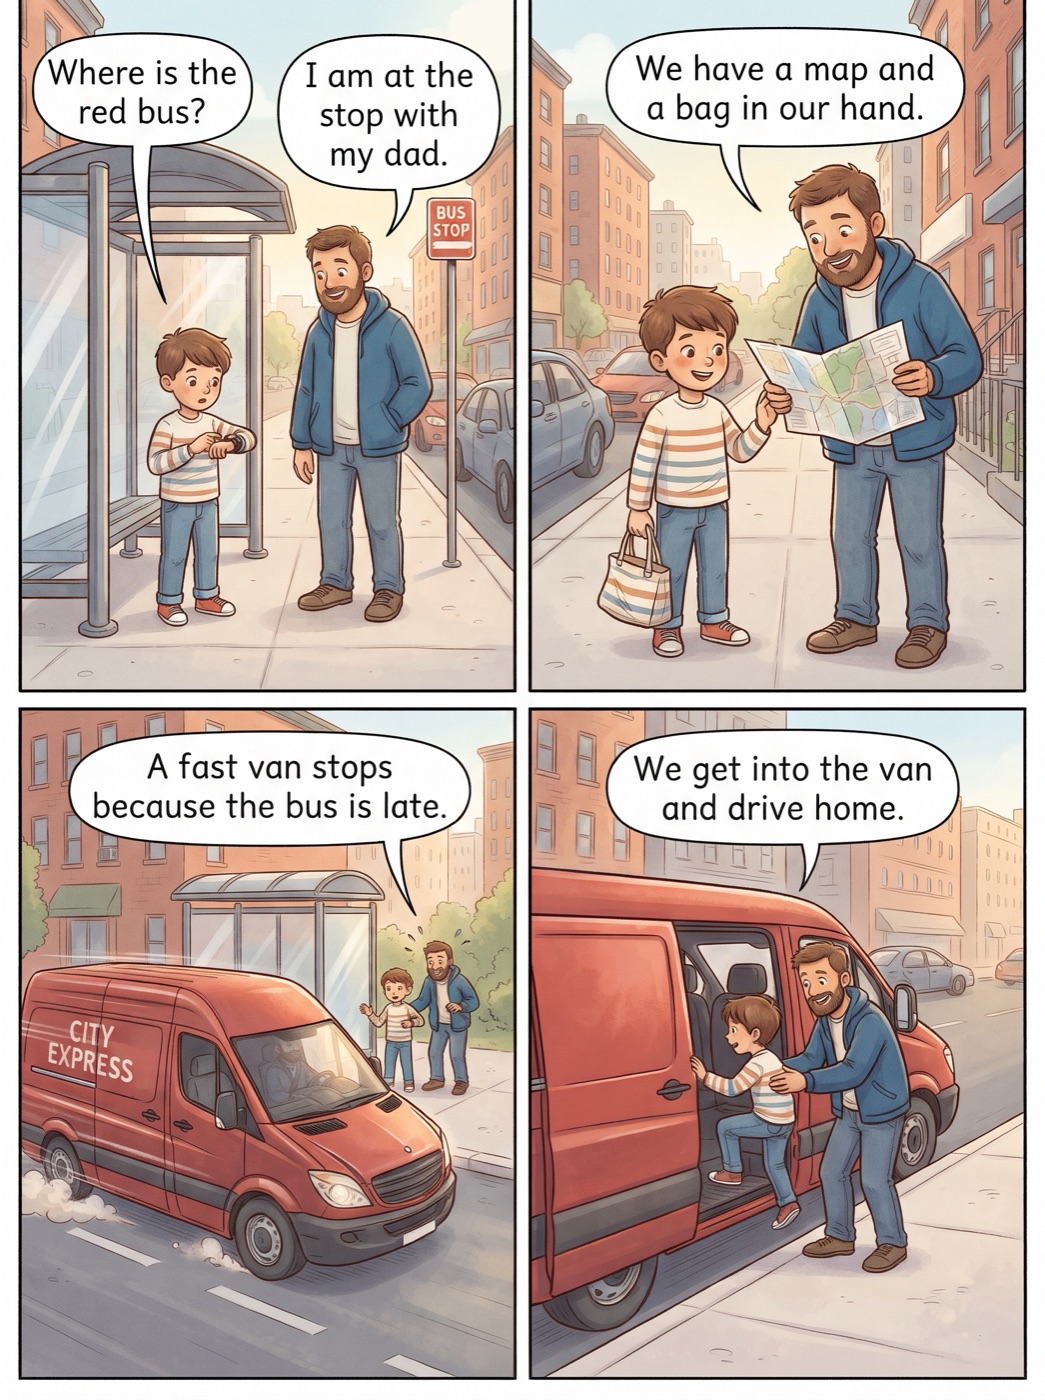 Where is the
red bus?
I am at the
stop with
my dad.
BUS
STOP
We have a map and
a bag in our hand.
A fast van stops
because the bus is late.
CITY
EXPRESS
We get into the van
and drive home.